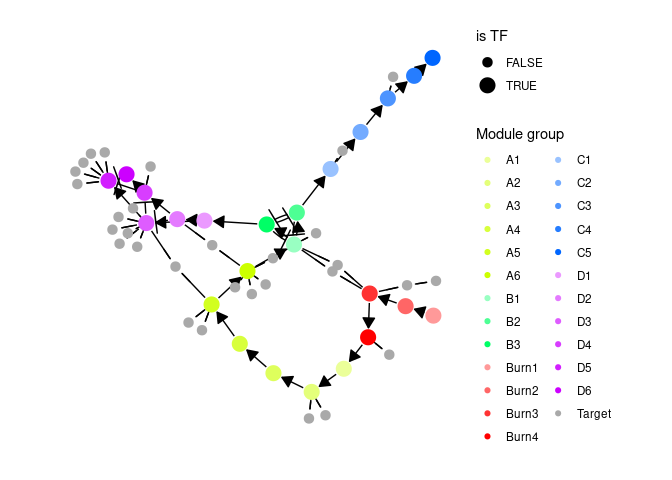 is TF
FALSE
TRUE
Module group
A1
A2
A3
A4
A5
A6
B1
B2
B3
Burn1
Burn2
Burn3
Burn4
C1
C2
C3
C4
C5
D1
D2
D3
D4
D5
D6
Target